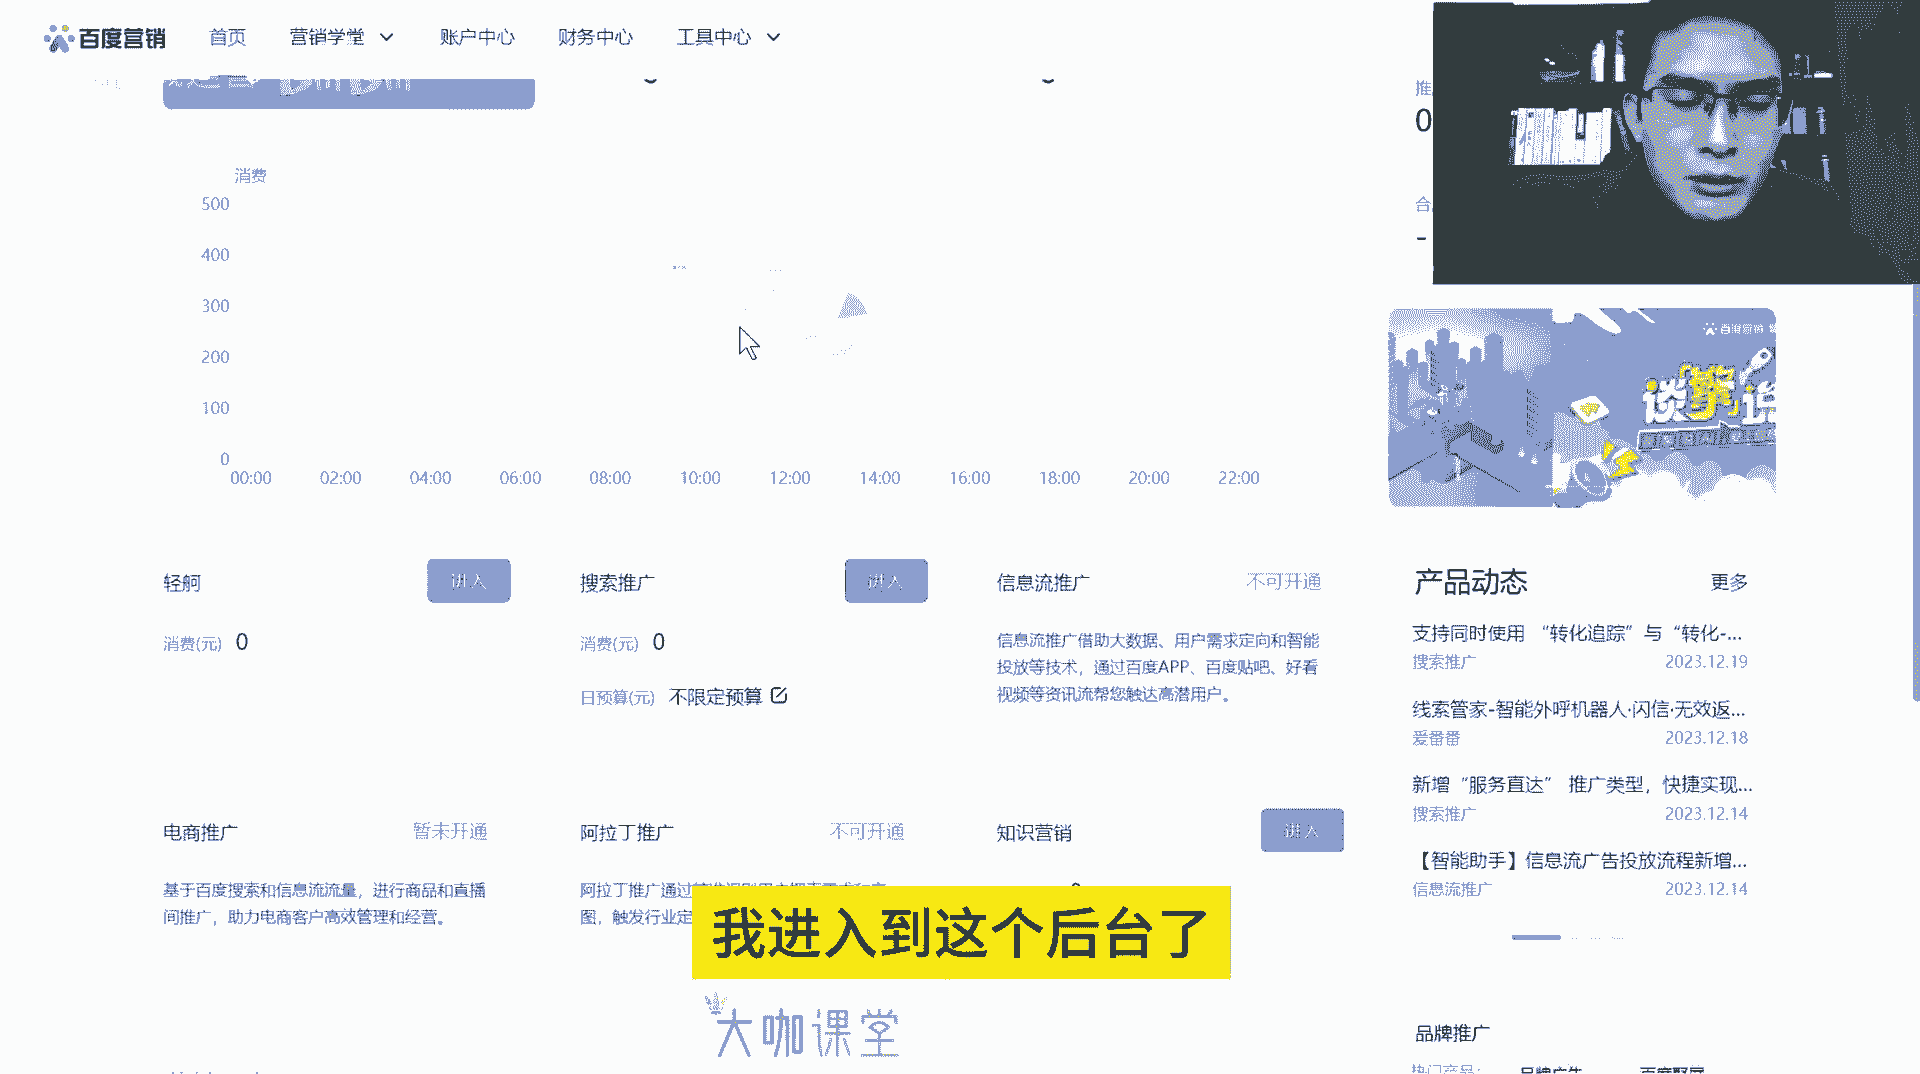 百度营销
首页
营销学堂
账户中心
财务中心
工具中心
消费
500
400
300
200
100
0
00:00 02:00 04:00 06:00 08:00 10:00 12:00 14:00 16:00 18:00 20:00 22:00
0
-
百度营销
轻舸
进入
消费(元) 0
搜索推广
进入
消费(元) 0
日预算(元) 不限定预算
信息流推广
不可开通
信息流推广借助大数据、用户需求定向和智能
投放等技术，通过百度APP、百度贴吧、好看
视频等资讯流帮您触达高潜用户。
产品动态
更多
支持同时使用 “转化追踪” 与 “转化-...
搜索推广 2023.12.19
线索管家-智能外呼机器人·闪信·无效返...
爱番番 2023.12.18
新增 “服务直达” 推广类型，快捷实现...
搜索推广 2023.12.14
【智能助手】信息流广告投放流程新增...
信息流推广 2023.12.14
电商推广
暂未开通
基于百度搜索和信息流流量，进行商品和直播
间推广，助力电商客户高效管理和经营。
阿拉丁推广
不可开通
阿拉丁推广通过
图，触发行业定
知识营销
进入
我进入到这个后台了
大咖课堂
品牌推广